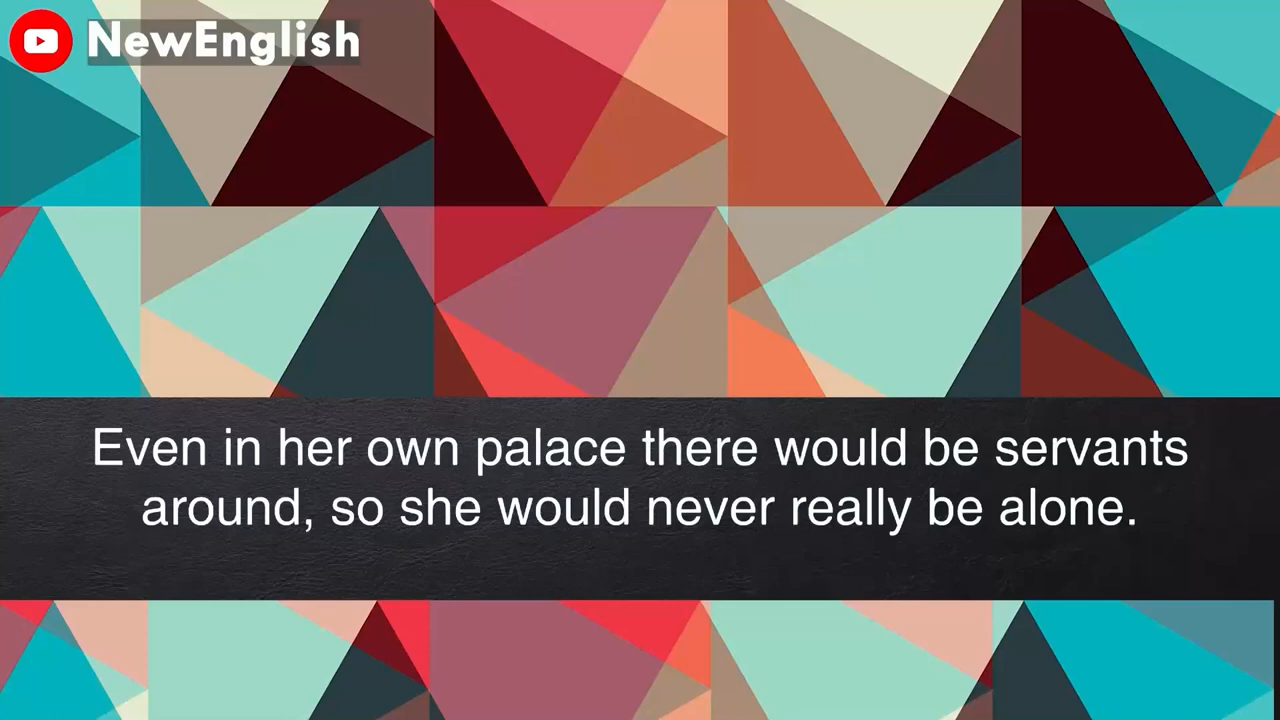 NewEnglish
Even in her own palace there would be servants
around, so she would never really be alone.